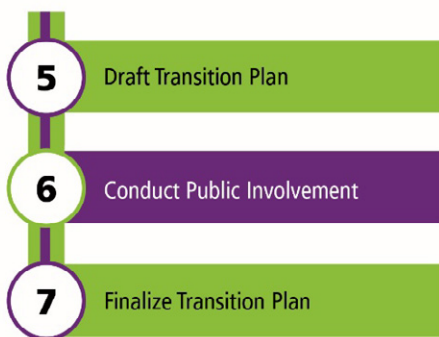 5 Draft Transition Plan
6 Conduct Public Involvement
7 Finalize Transition Plan